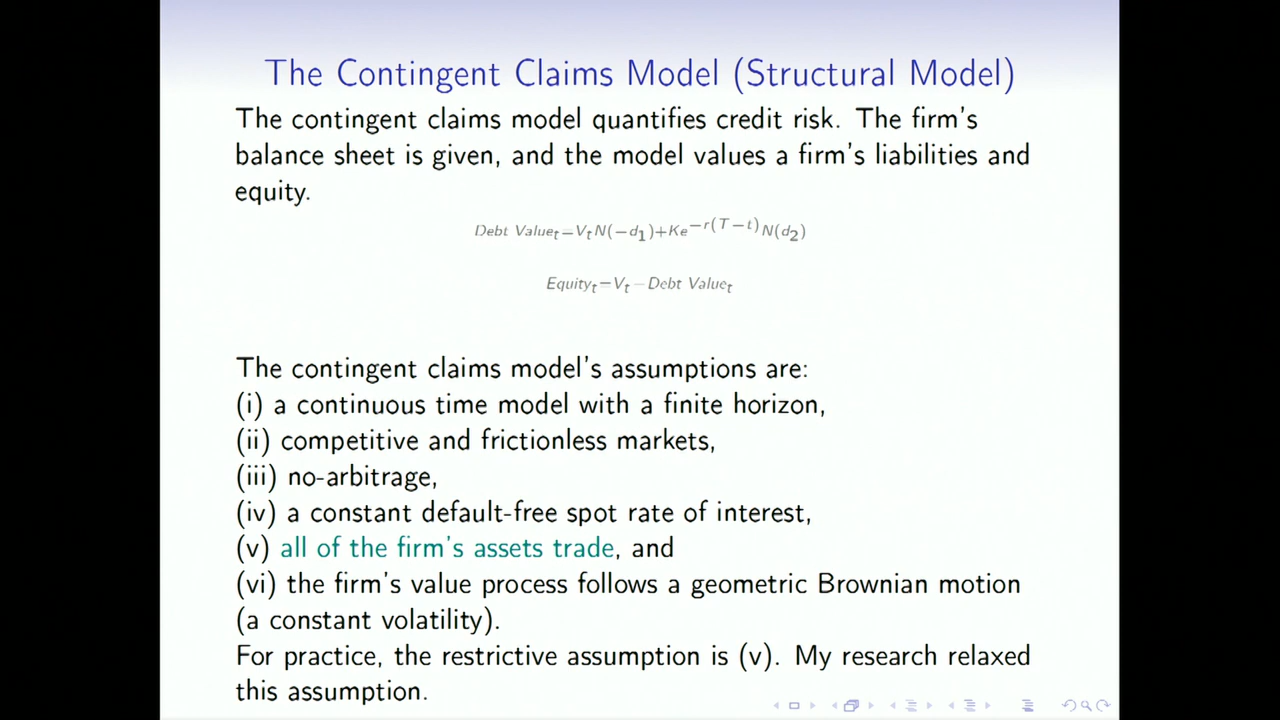 The Contingent Claims Model (Structural Model)
The contingent claims model quantifies credit risk. The firm's
balance sheet is given, and the model values a firm's liabilities and
equity.
Debt Value_t=V_tN(−d_1)+Ke^{−r(T−t)}N(d_2)
Equity_t=V_t−Debt Value_t
The contingent claims model's assumptions are:
(i) a continuous time model with a finite horizon,
(ii) competitive and frictionless markets,
(iii) no-arbitrage,
(iv) a constant default-free spot rate of interest,
(v) all of the firm's assets trade, and
(vi) the firm's value process follows a geometric Brownian motion
(a constant volatility).
For practice, the restrictive assumption is (v). My research relaxed
this assumption.